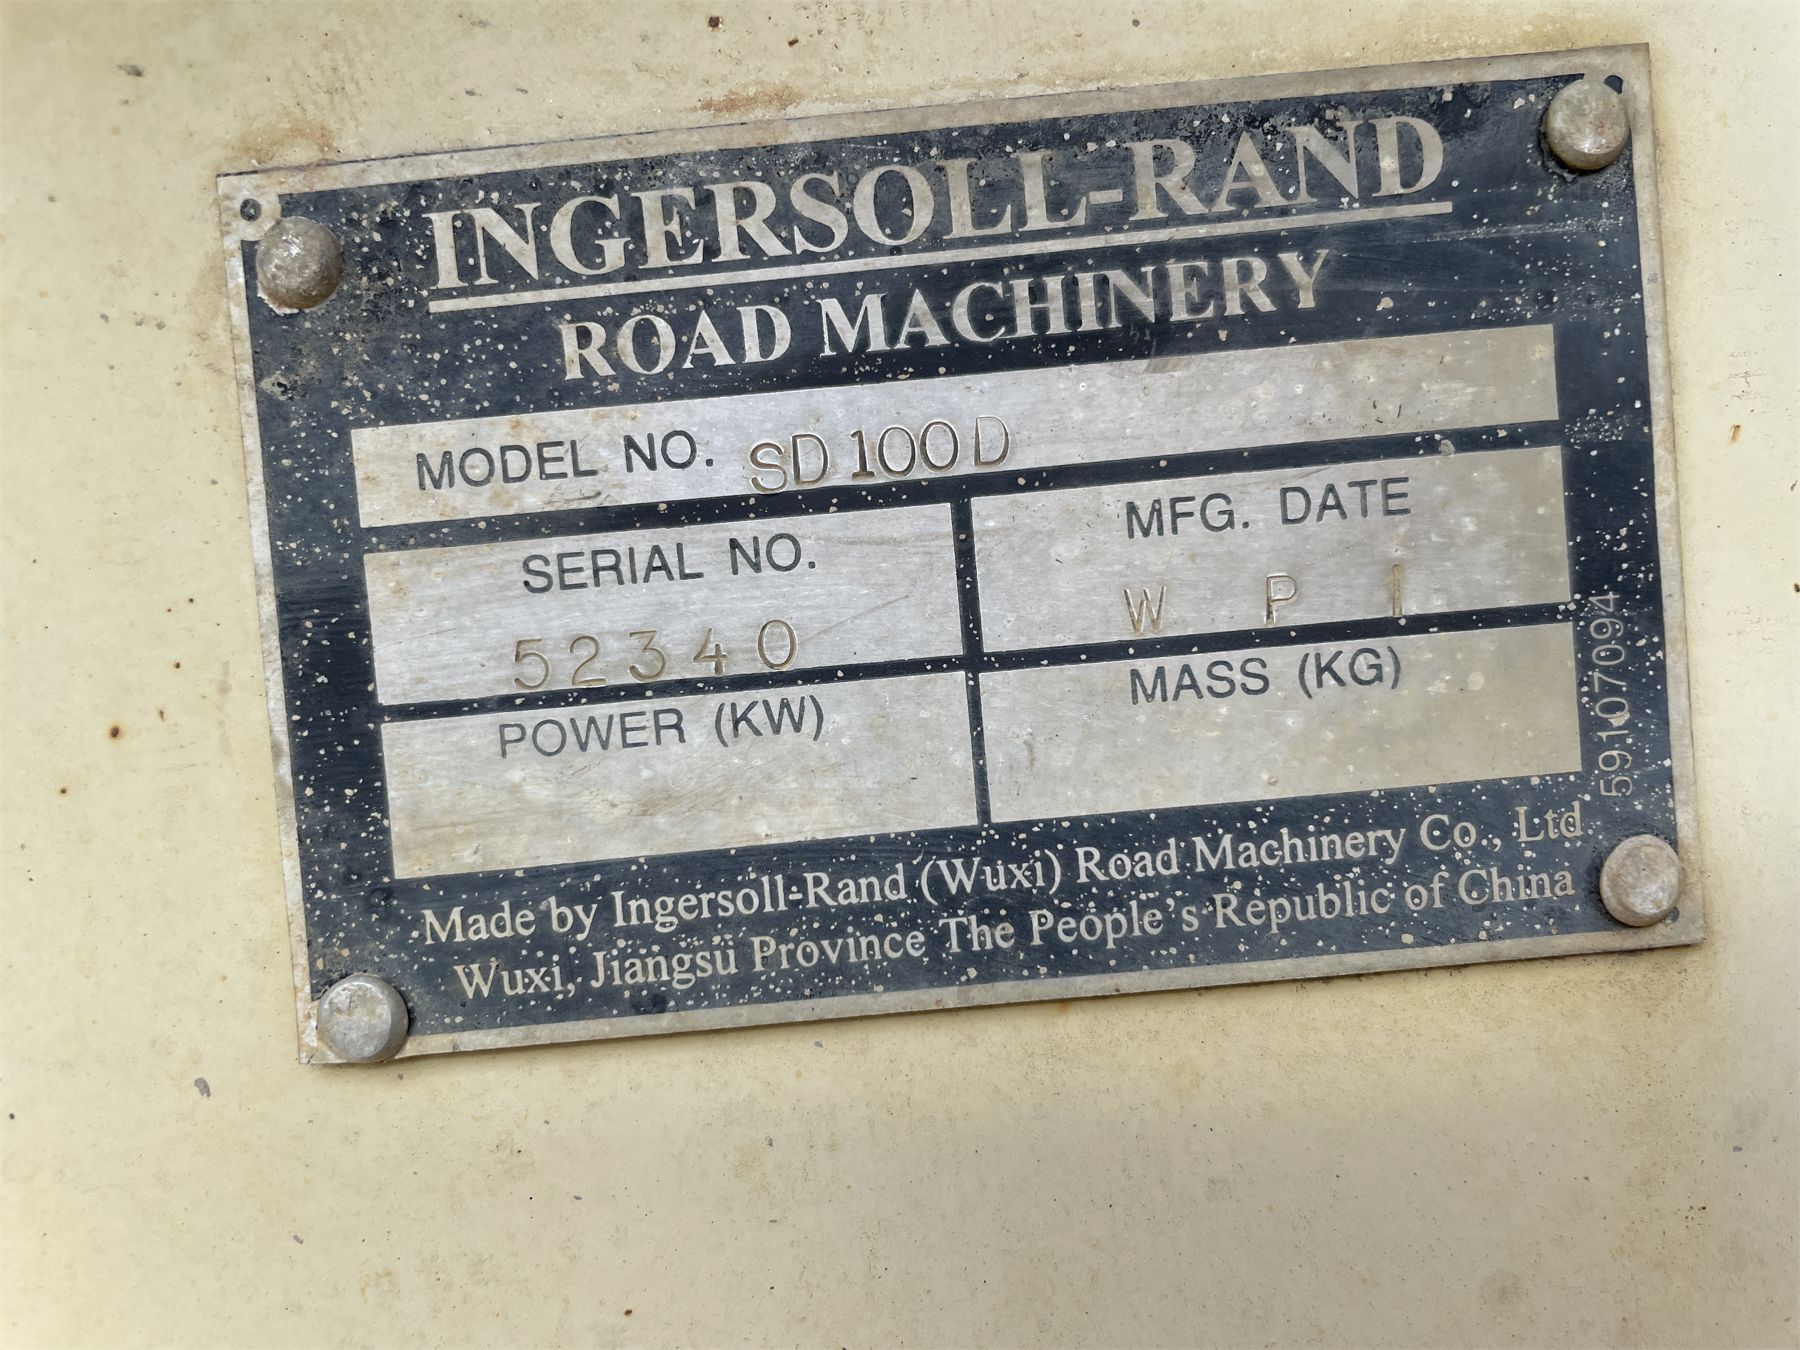 INGERSOLL-RAND
ROAD MACHINERY
MODEL NO. SD100D
SERIAL NO.
52340
MFG. DATE
W P 1
POWER (KW)
MASS (KG)
59107094
Made by Ingersoll-Rand (Wuxi) Road Machinery Co., Ltd
Wuxi, Jiangsu Province The People's Republic of China